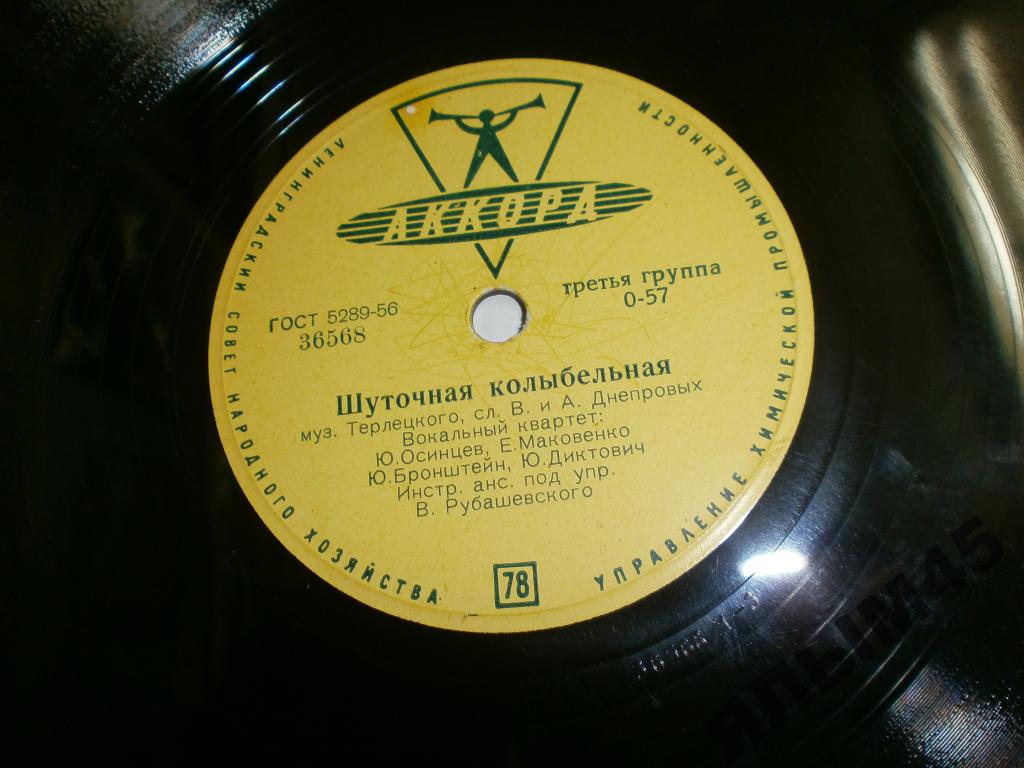 АККОРД
ЛЕНИНГРАДСКИЙ СОВЕТ НАРОДНОГО ХОЗЯЙСТВА
УПРАВЛЕНИЕ ХИМИЧЕСКОЙ ПРОМЫШЛЕННОСТИ
ГОСТ 5289-56
36568
третья группа
0-57
Шуточная колыбельная
муз. Терлецкого, сл. В. и А. Днепровых
Вокальный квартет:
Ю.Осинцев, Е.Маковенко
Ю.Бронштейн, Ю.Диктович
Инстр. анс. под упр.
В. Рубашевского
78
ЯЛЫМ45